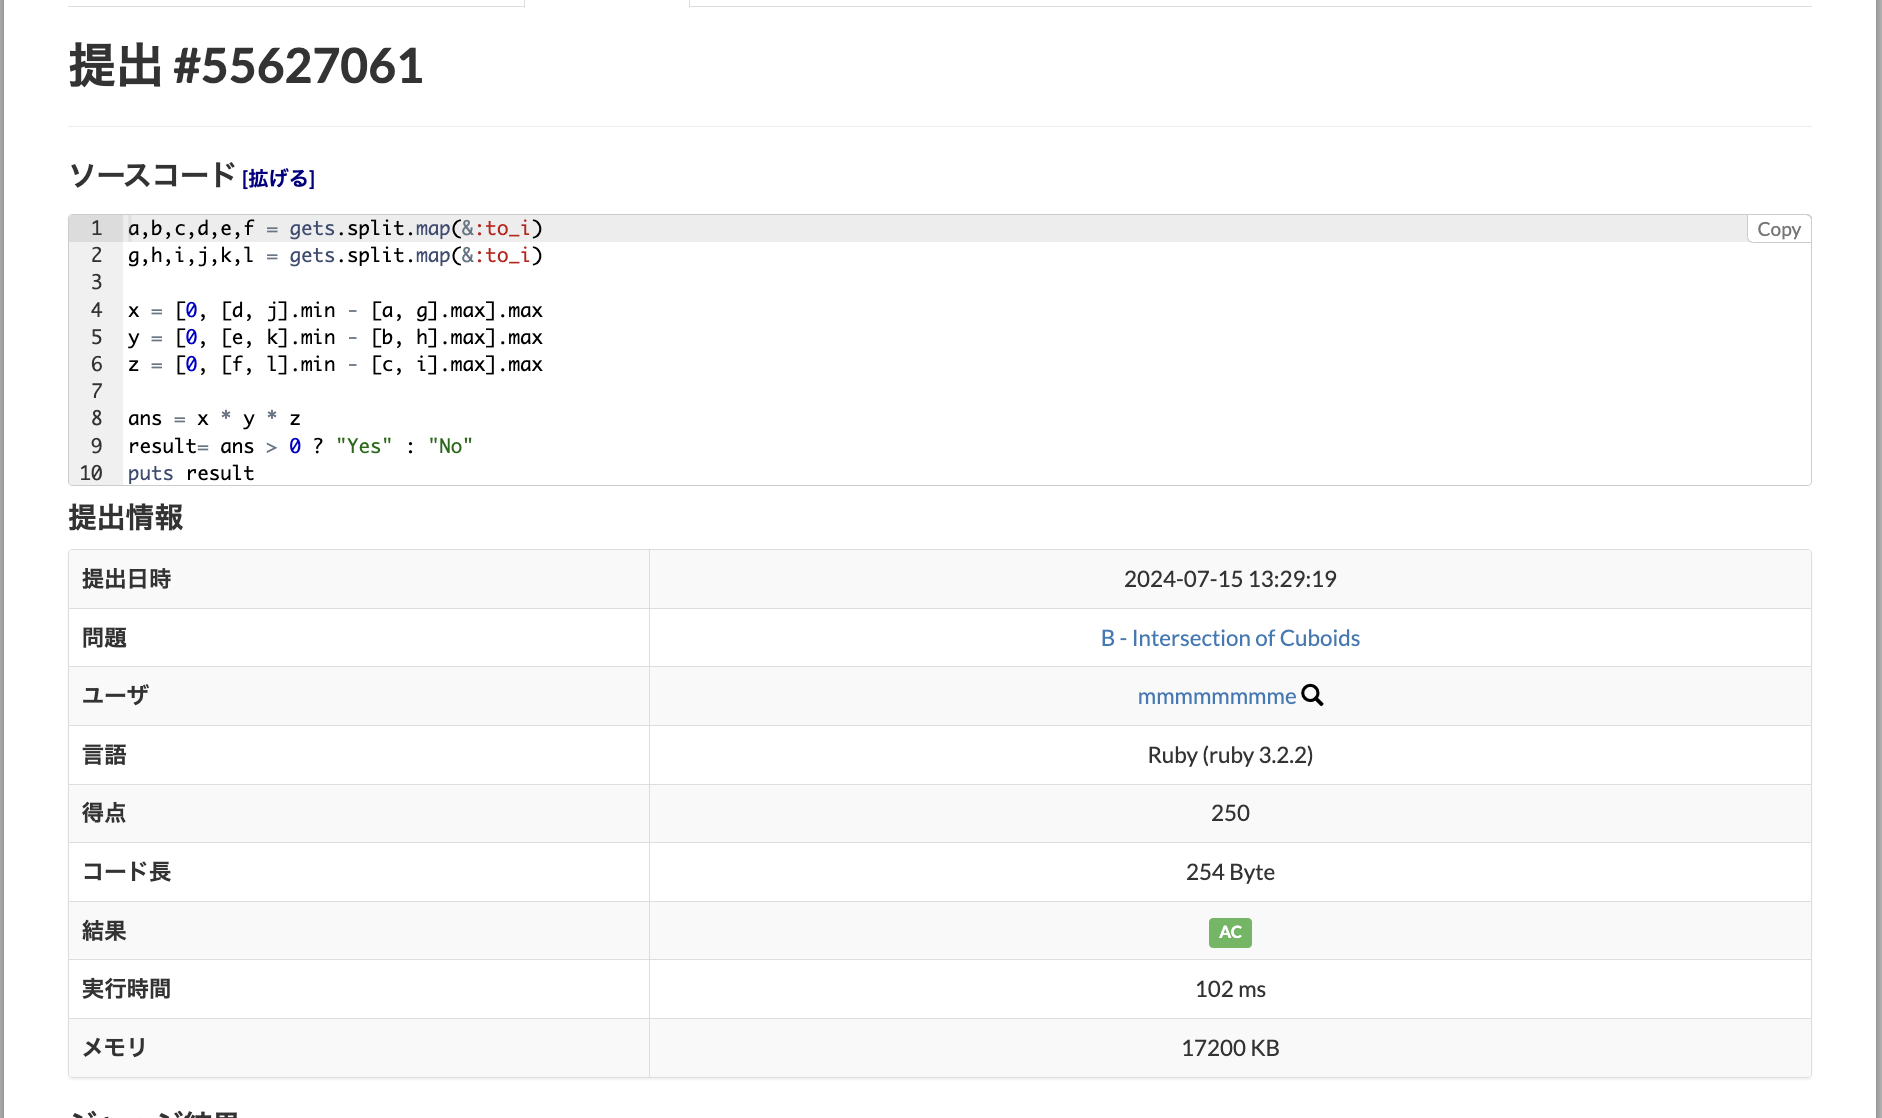 提出 #55627061
ソースコード [拡げる]
Copy
1 a,b,c,d,e,f = gets.split.map(&:to_i)
2 g,h,i,j,k,l = gets.split.map(&:to_i)
3
4 x = [0, [d, j].min - [a, g].max].max
5 y = [0, [e, k].min - [b, h].max].max
6 z = [0, [f, l].min - [c, i].max].max
7
8 ans = x * y * z
9 result= ans > 0 ? "Yes" : "No"
10 puts result
提出情報
提出日時 2024-07-15 13:29:19
問題 B - Intersection of Cuboids
ユーザ mmmmmmmme
言語 Ruby (ruby 3.2.2)
得点 250
コード長 254 Byte
結果 AC
実行時間 102 ms
メモリ 17200 KB